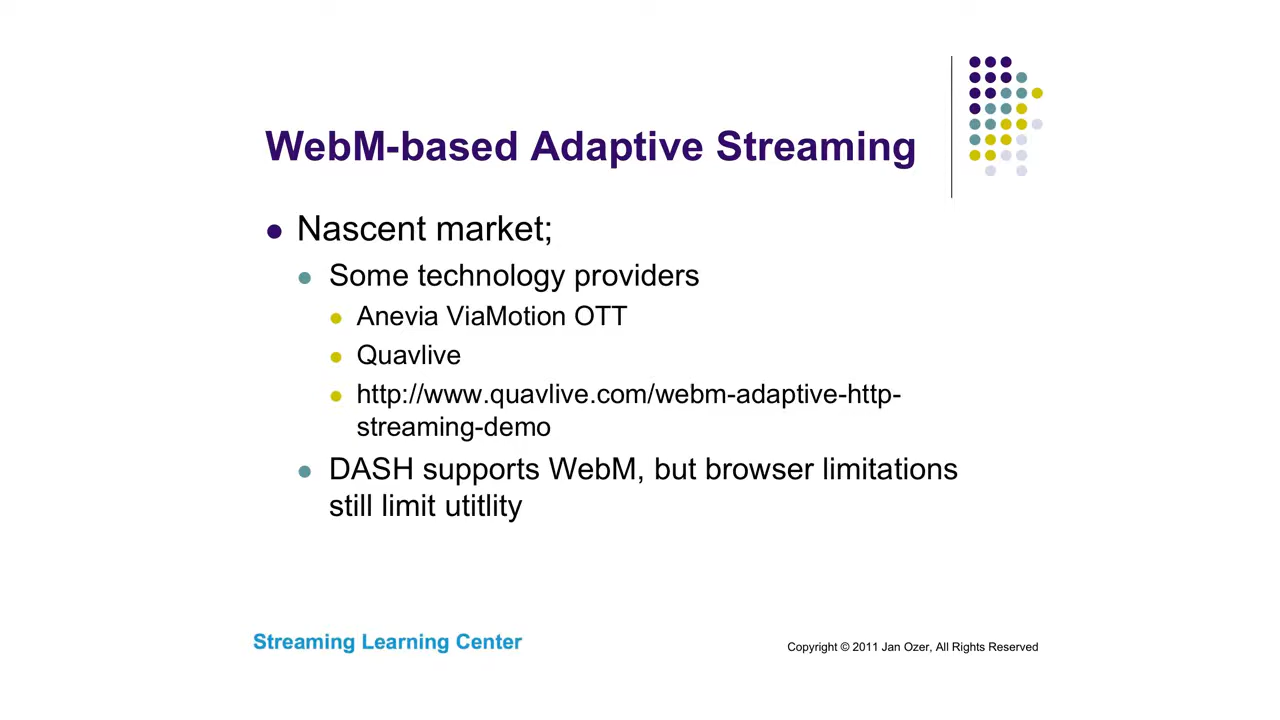 WebM-based Adaptive Streaming
Nascent market;
Some technology providers
Anevia ViaMotion OTT
Quavlive
http://www.quavlive.com/webm-adaptive-http-
streaming-demo
DASH supports WebM, but browser limitations
still limit utitlity
Streaming Learning Center
Copyright © 2011 Jan Ozer, All Rights Reserved